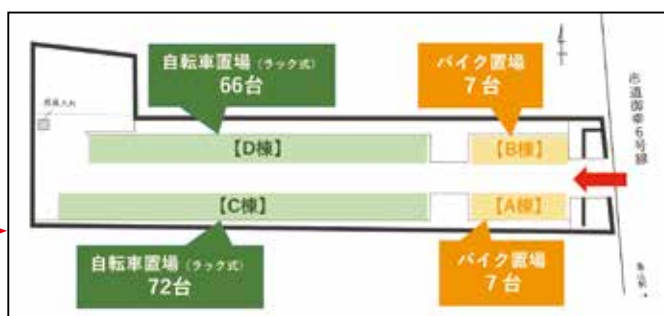 自転車置場(ラック式)
66台
バイク置場
7台
【D棟】
【B棟】
【C棟】
【A棟】
自転車置場(ラック式)
72台
バイク置場
7台
市道御幸6号線